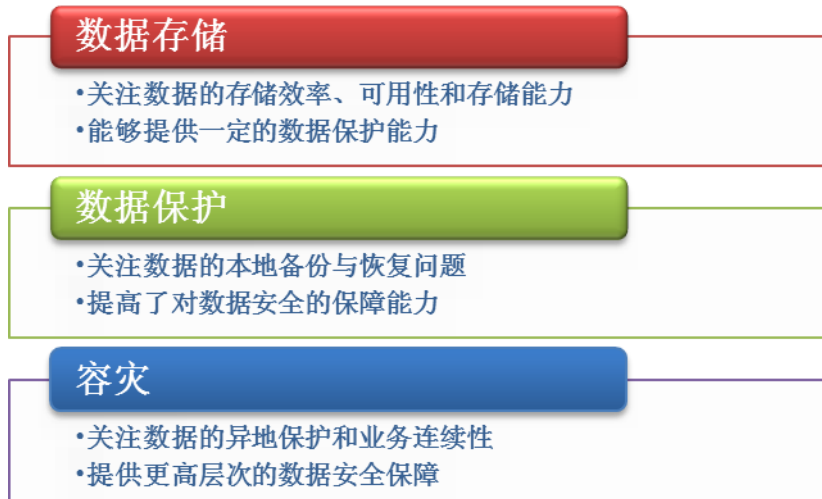 数据存储
•关注数据的存储效率、可用性和存储能力
•能够提供一定的数据保护能力
数据保护
•关注数据的本地备份与恢复问题
•提高了对数据安全的保障能力
容灾
•关注数据的异地保护和业务连续性
•提供更高层次的数据安全保障